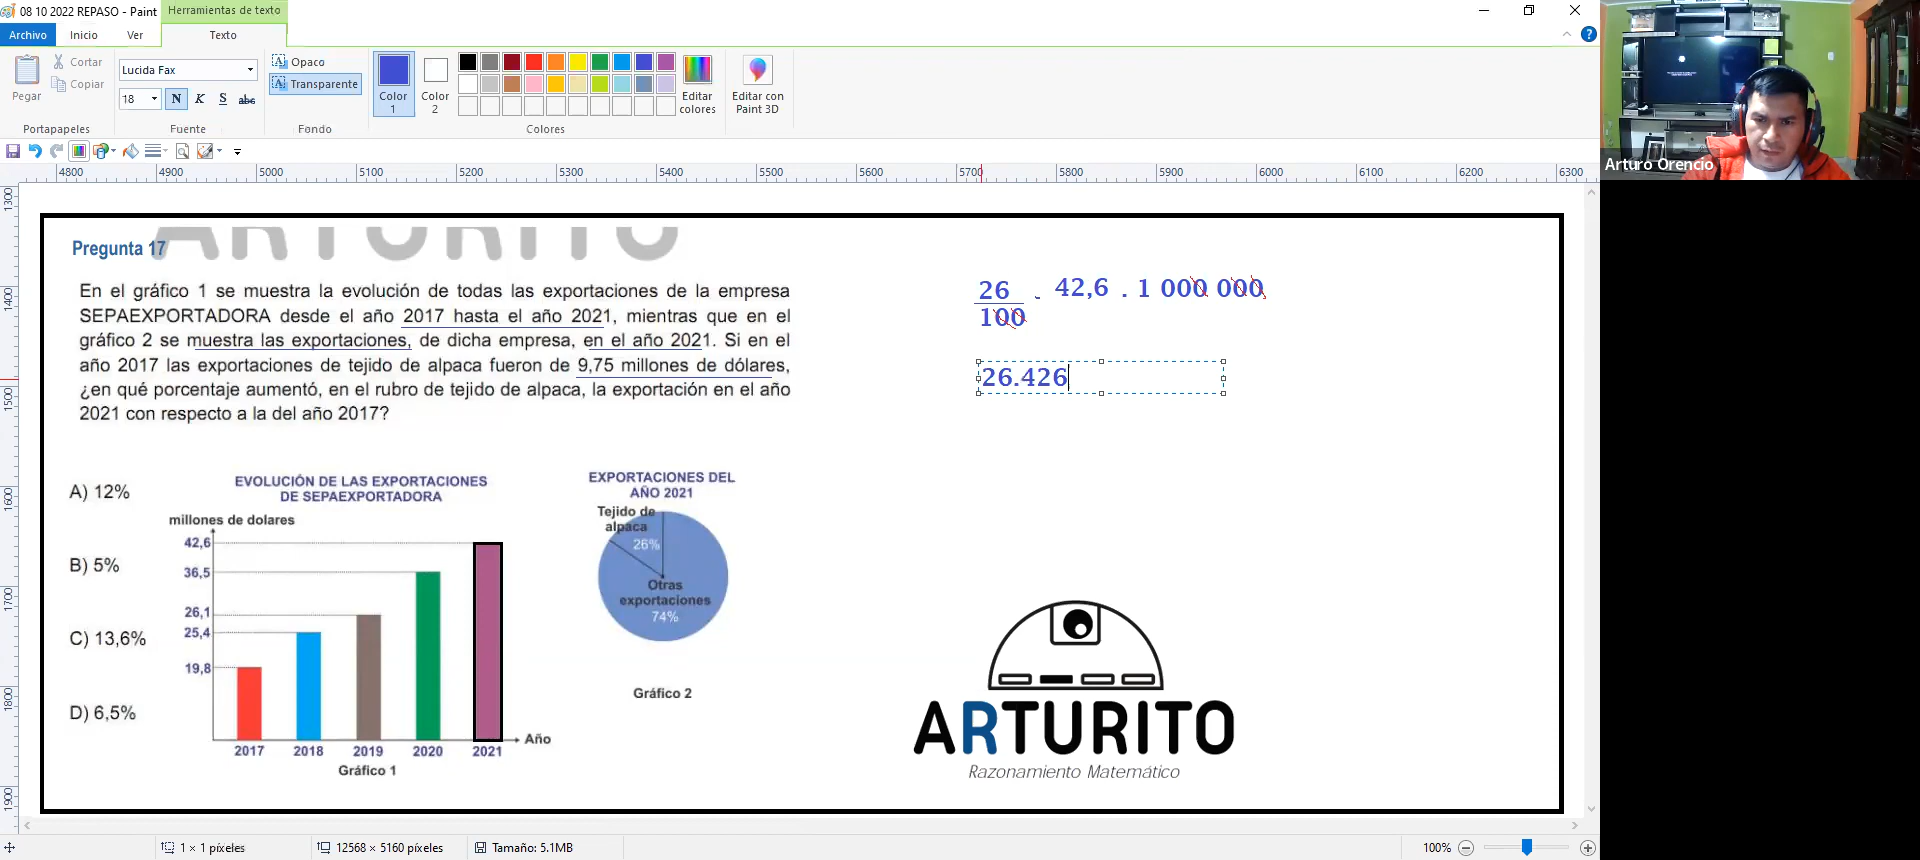 08 10 2022 REPASO - Paint
Herramientas de texto
Archivo
Inicio
Ver
Texto
Pegar
Cortar
Copiar
Portapapeles
Lucida Fax
18
N K S abc
Fuente
Opaco
Transparente
Fondo
Color
1
Color
2
Editar
colores
Editar con
Paint 3D
Colores
4800 4900 5000 5100 5200 5300 5400 5500 5600 5700 5800 5900 6000 6100 6200 6300
1300
1400
1500
1600
1700
1800
1900
ARTURITO
Pregunta 17
En el gráfico 1 se muestra la evolución de todas las exportaciones de la empresa
SEPAEXPORTADORA desde el año 2017 hasta el año 2021, mientras que en el
gráfico 2 se muestra las exportaciones, de dicha empresa, en el año 2021. Si en el
año 2017 las exportaciones de tejido de alpaca fueron de 9,75 millones de dólares,
¿en qué porcentaje aumentó, en el rubro de tejido de alpaca, la exportación en el año
2021 con respecto a la del año 2017?
A) 12%
B) 5%
C) 13,6%
D) 6,5%
EVOLUCIÓN DE LAS EXPORTACIONES
DE SEPAEXPORTADORA
millones de dolares
42,6
36,5
26,1
25,4
19,8
2017 2018 2019 2020 2021
Año
Gráfico 1
EXPORTACIONES DEL
AÑO 2021
Tejido de
alpaca
26%
Otras
exportaciones
74%
Gráfico 2
26
100
. 42,6 . 1 000 000
26.426
ARTURITO
Razonamiento Matemático
Arturo Orencio
1 × 1 píxeles
12568 × 5160 píxeles
Tamaño: 5.1MB
100%